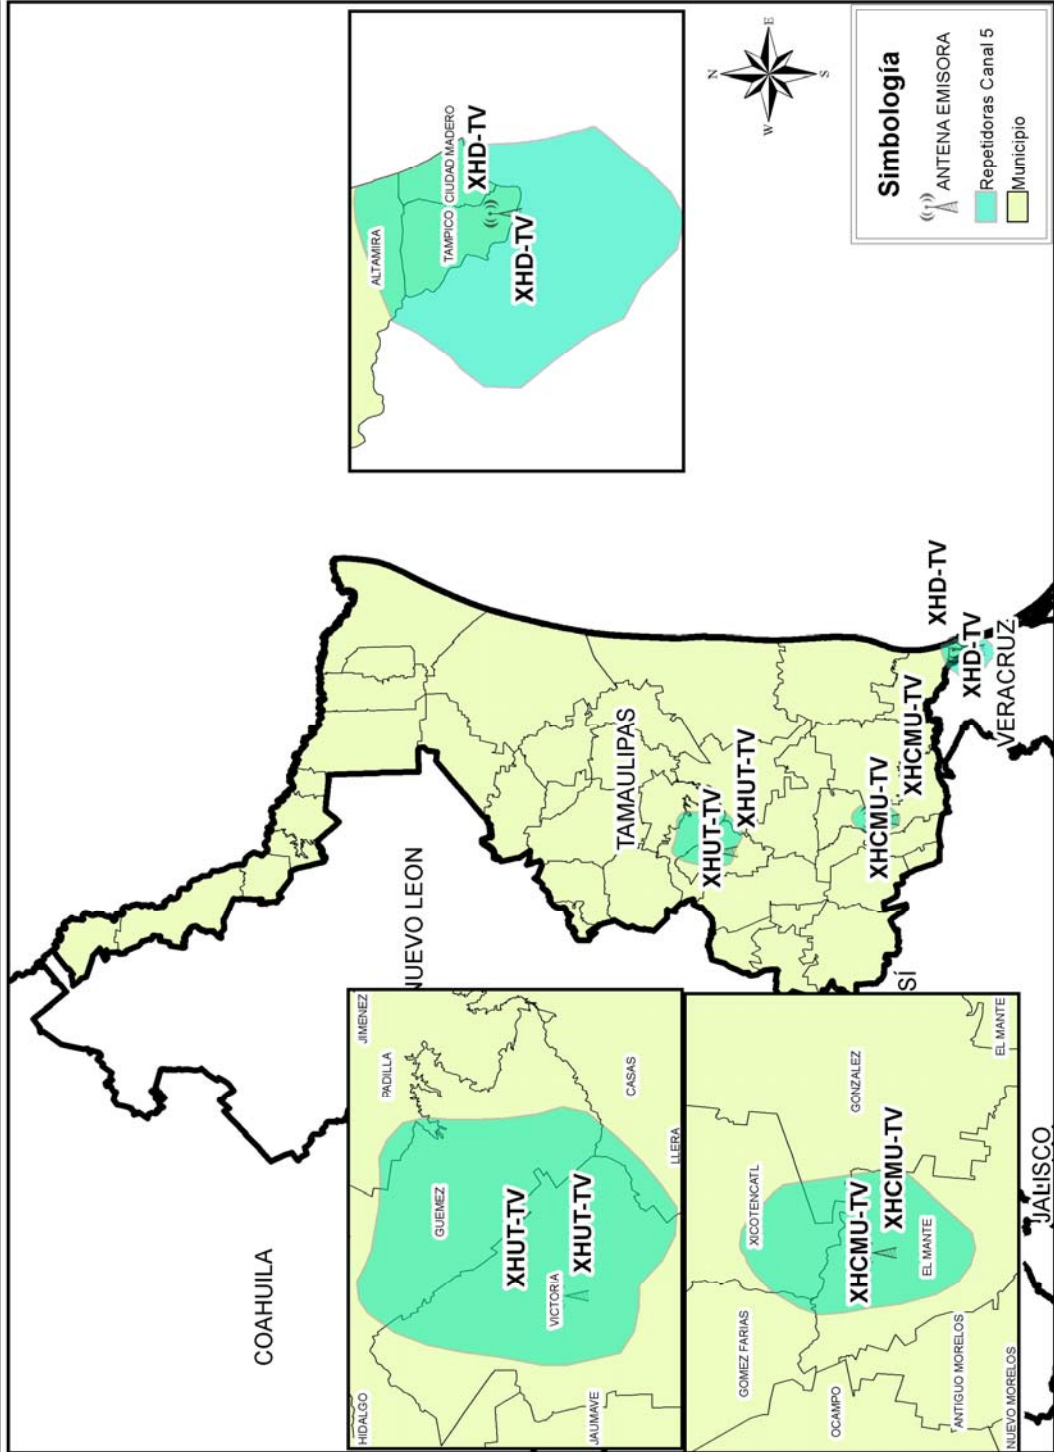 COAHUILA
NUEVO LEON
TAMAULIPAS
XHUT-TV
XHUT-TV
XHCMU-TV
SÍ
XHCMU-TV
XHD-TV
XHD-TV
VERACRUZ
JALISCO
HIDALGO
JIMENEZ
PADILLA
GUEMEZ
XHUT-TV
VICTORIA
XHUT-TV
JAUMAVE
CASAS
LLERA
GOMEZ FARIAS
XICOTENCATL
OCAMPO
GONZALEZ
XHCMU-TV
XHCMU-TV
EL MANTE
ANTIGUO MORELOS
EL MANTE
NUEVO MORELOS
ALTAMIRA
TAMPICO
CIUDAD MADERO
XHD-TV
XHD-TV
N
W
E
S
Simbología
ANTENA EMISORA
Repetidoras Canal 5
Municipio